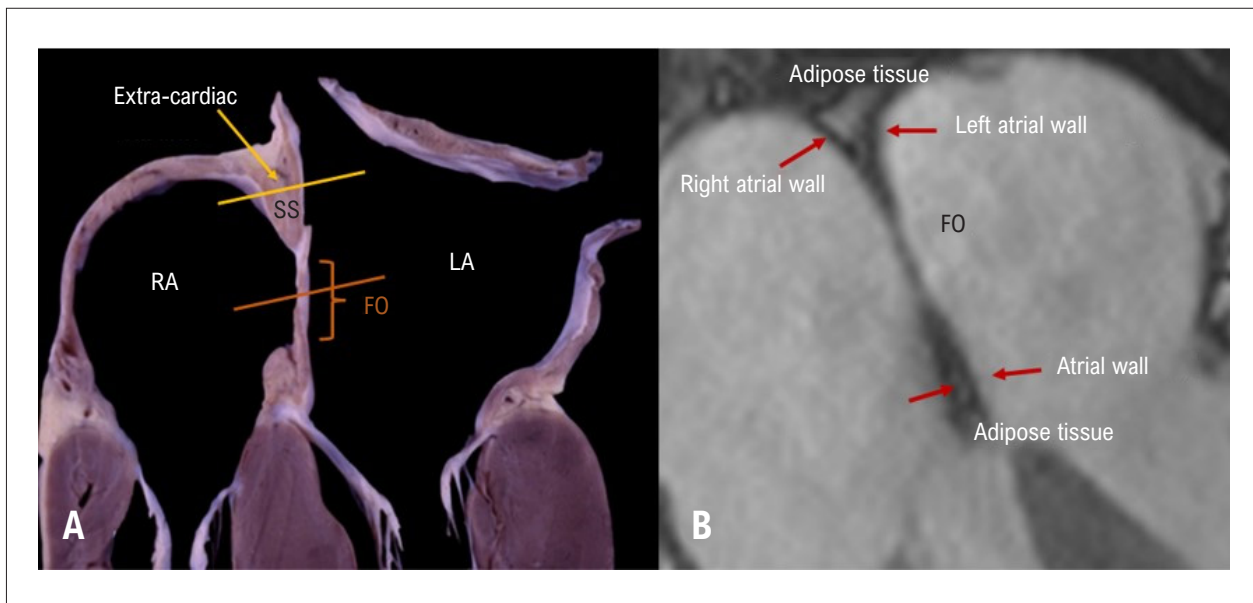 Extra-cardiac
SS
RA
LA
FO
A
Adipose tissue
Left atrial wall
Right atrial wall
FO
Atrial wall
Adipose tissue
B